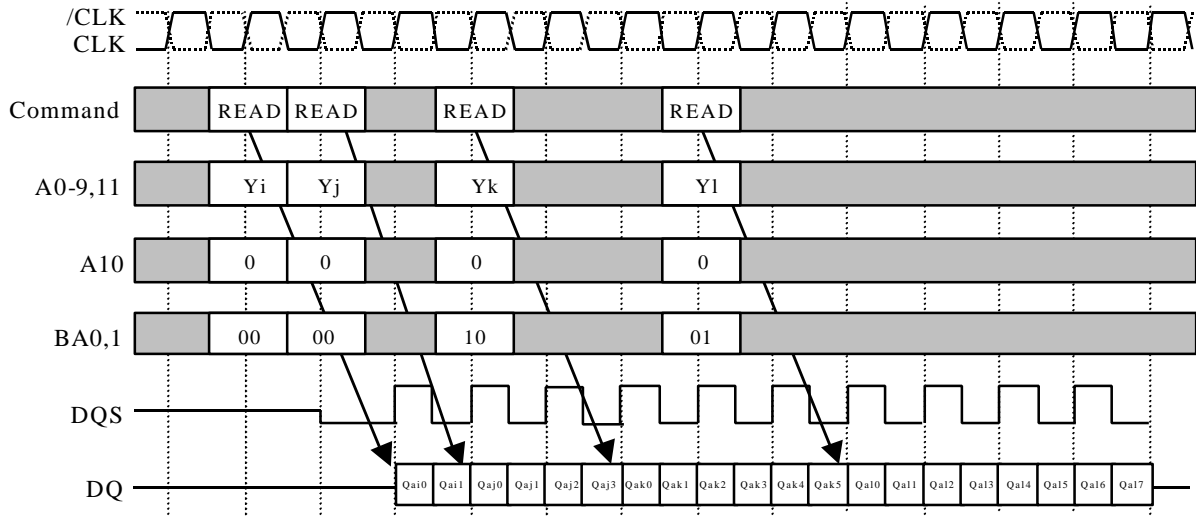 /CLK
CLK
Command READ READ READ READ
A0-9,11 Yi Yj Yk Yl
A10 0 0 0 0
BA0,1 00 00 10 01
DQS
DQ Qai0 Qai1 Qaj0 Qaj1 Qaj2 Qaj3 Qak0 Qak1 Qak2 Qak3 Qak4 Qak5 Qal0 Qal1 Qal2 Qal3 Qal4 Qal5 Qal6 Qal7